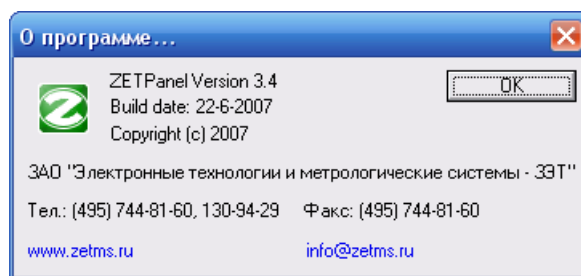 О программе...
ZETPanel Version 3.4
OK
Build date: 22-6-2007
Copyright (c) 2007
ЗАО "Электронные технологии и метрологические системы - ЗЭТ"
Тел.: (495) 744-81-60, 130-94-29 Факс: (495) 744-81-60
www.zetms.ru info@zetms.ru